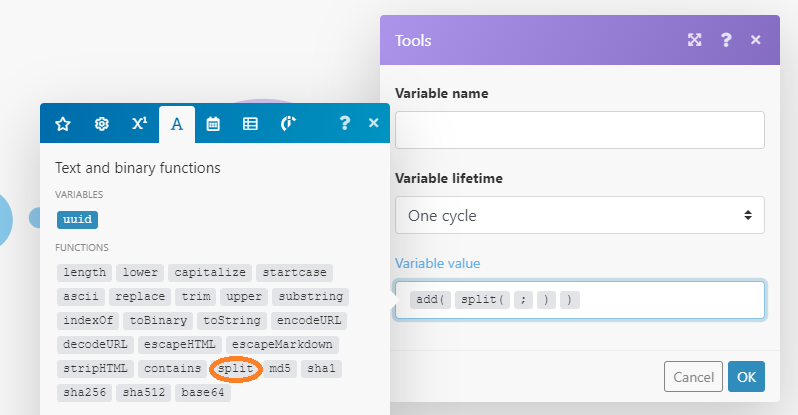 Tools
?
×
Variable name
Variable lifetime
One cycle
Variable value
add( split( ; ) )
Cancel
OK
X¹
A
?
×
Text and binary functions
VARIABLES
uuid
FUNCTIONS
length lower capitalize startcase
ascii replace trim upper substring
indexOf toBinary toString encodeURL
decodeURL escapeHTML escapeMarkdown
stripHTML contains split md5 sha1
sha256 sha512 base64